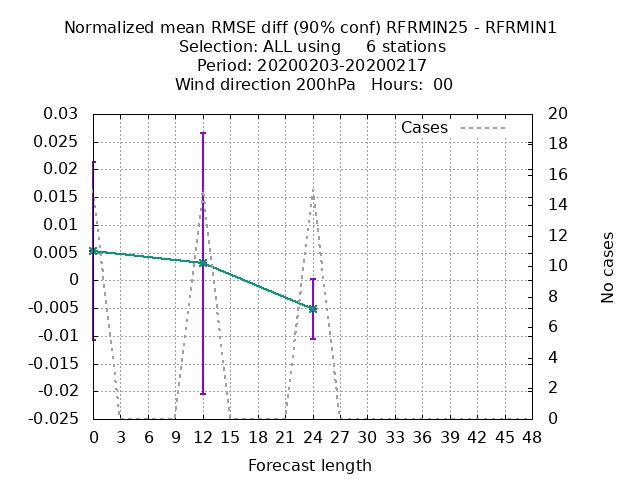 Normalized mean RMSE diff (90% conf) RFRMIN25 - RFRMIN1
Selection: ALL using     6 stations
Period: 20200203-20200217
Wind direction 200hPa   Hours:  00
0.03
0.025
0.02
0.015
0.01
0.005
0
-0.005
-0.01
-0.015
-0.02
-0.025
Cases
20
18
16
14
12
10
8
6
4
2
0
No cases
0 3 6 9 12 15 18 21 24 27 30 33 36 39 42 45 48
Forecast length